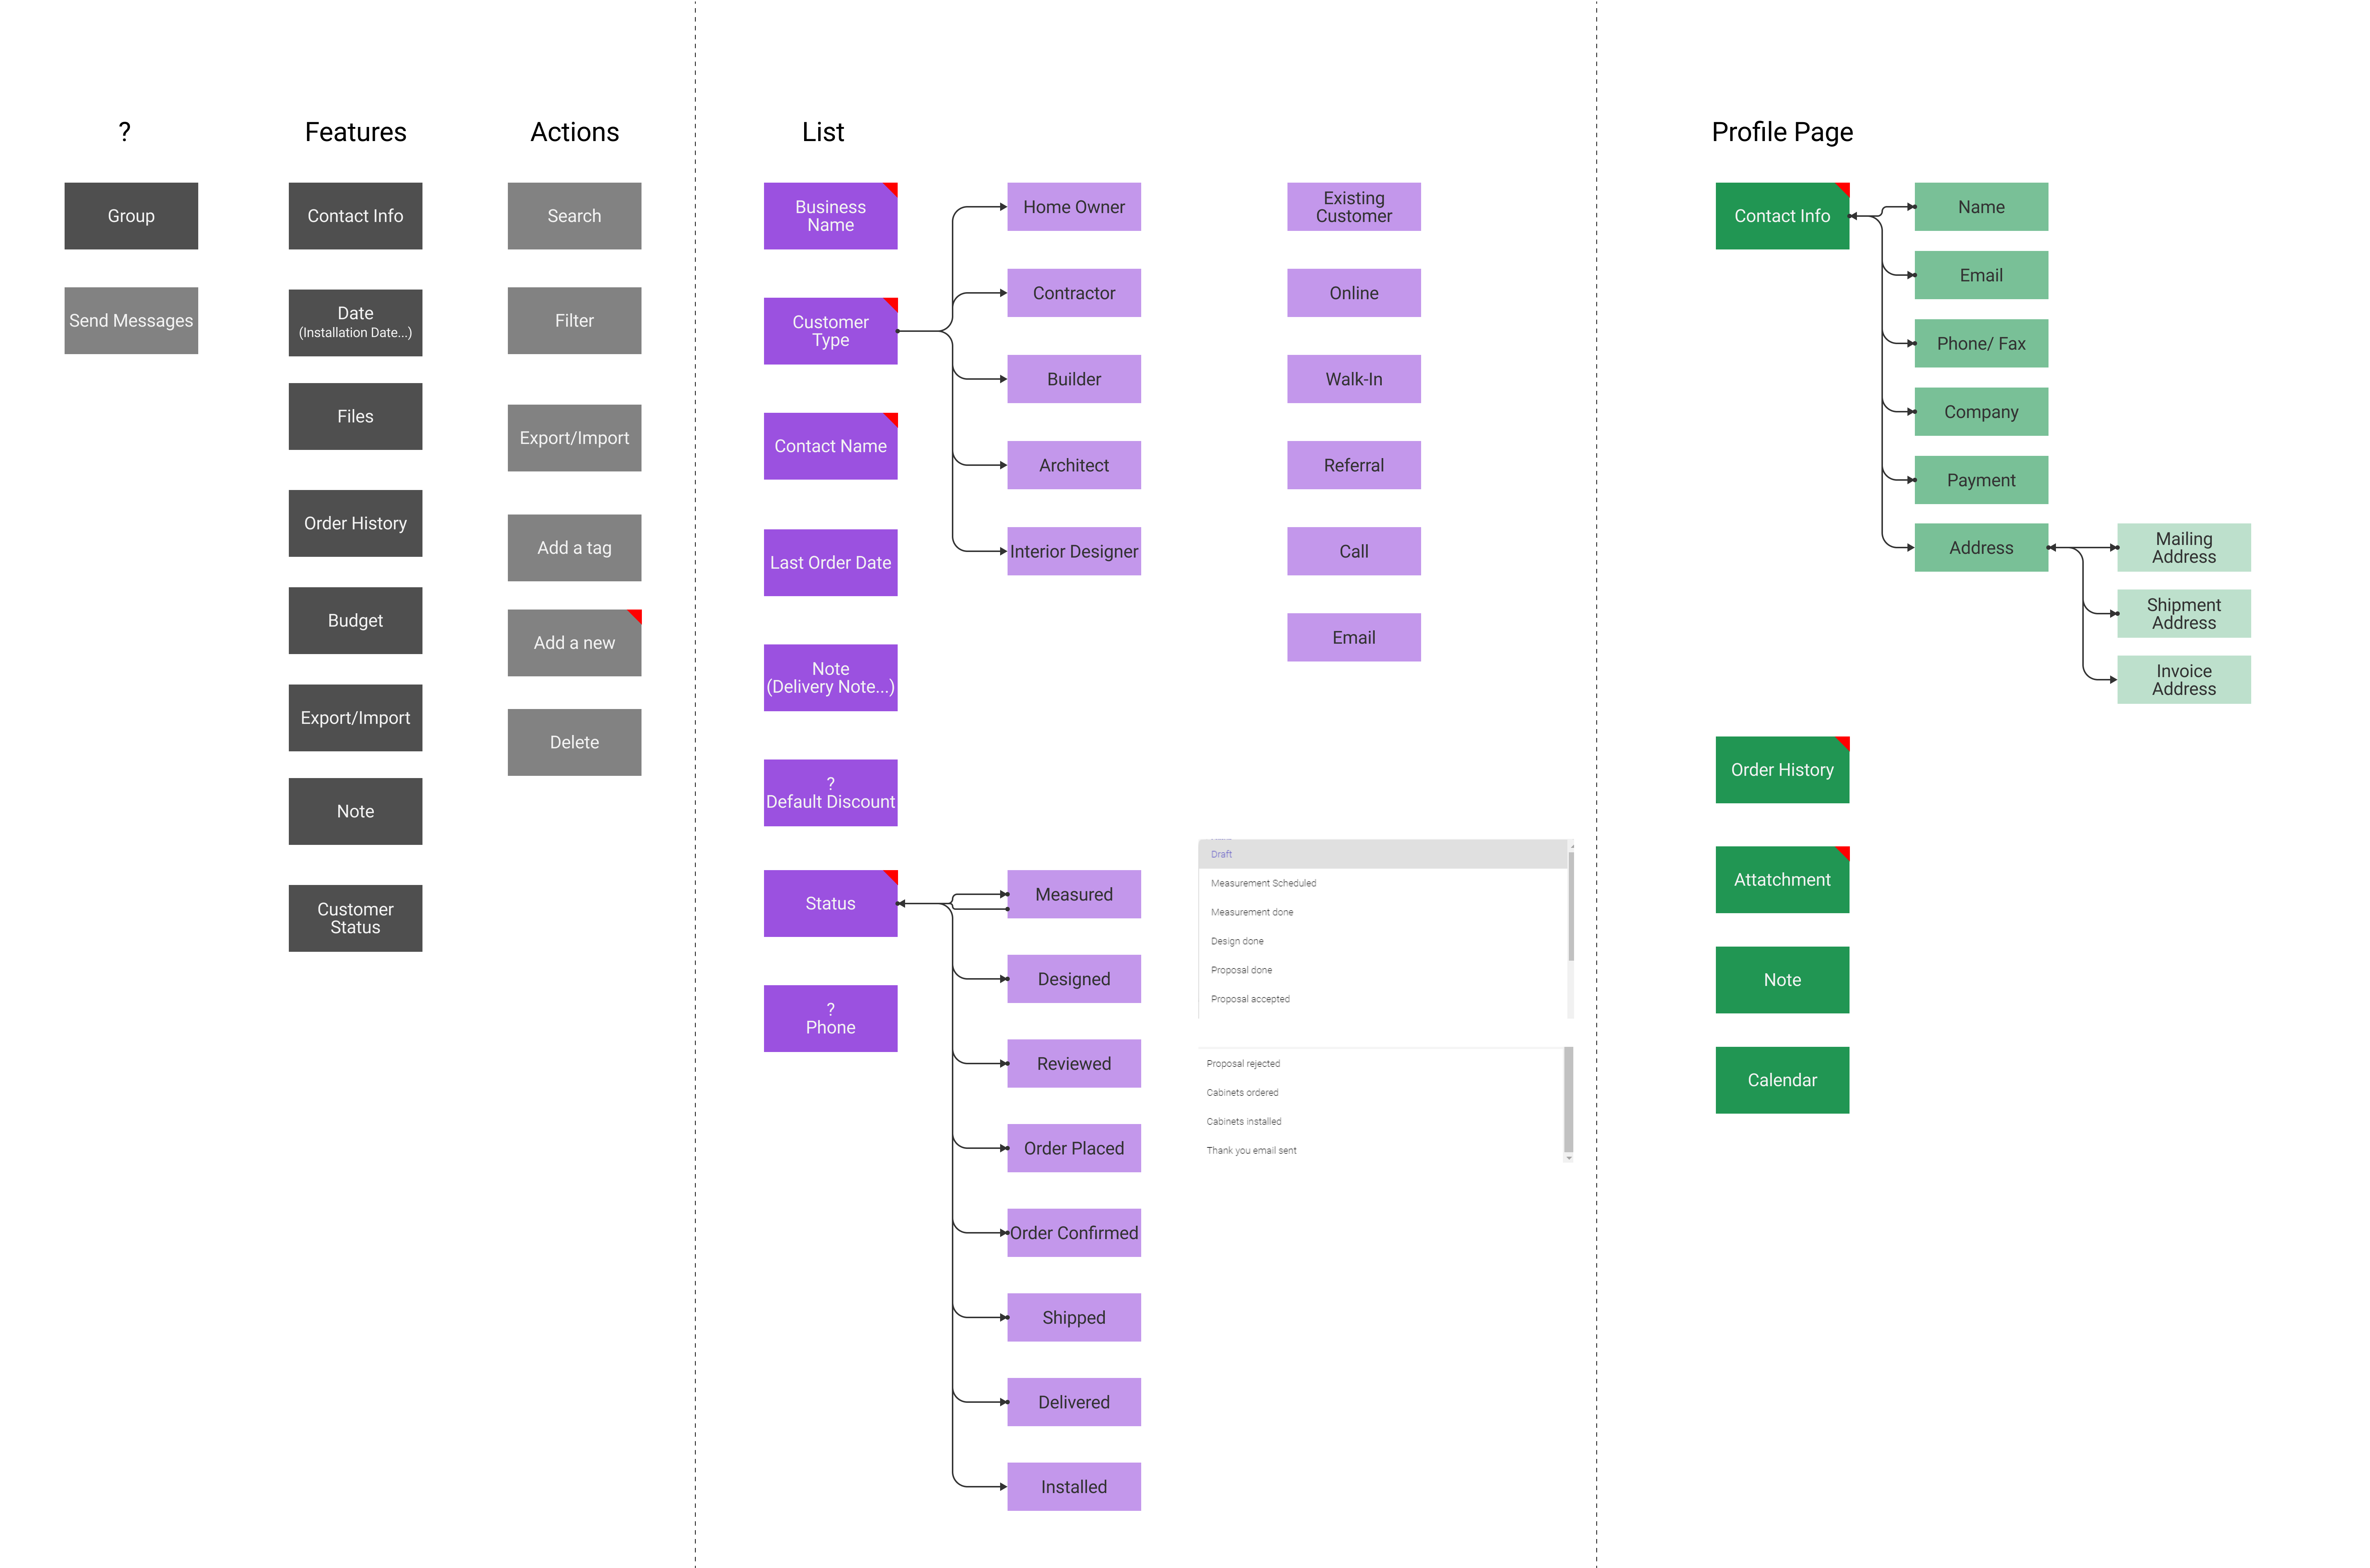 ?
Group
Send Messages
Features
Contact Info
Date
(Installation Date...)
Files
Order History
Budget
Export/Import
Note
Customer
Status
Actions
Search
Filter
Export/Import
Add a tag
Add a new
Delete
List
Business
Name
Customer
Type
Contact Name
Last Order Date
Note
(Delivery Note...)
?
Default Discount
Status
?
Phone
Home Owner
Contractor
Builder
Architect
Interior Designer
Measured
Designed
Reviewed
Order Placed
Order Confirmed
Shipped
Delivered
Installed
Existing
Customer
Online
Walk-In
Referral
Call
Email
Draft
Measurement Scheduled
Measurement done
Design done
Proposal done
Proposal accepted
Proposal rejected
Cabinets ordered
Cabinets installed
Thank you email sent
Profile Page
Contact Info
Order History
Attatchment
Note
Calendar
Name
Email
Phone/ Fax
Company
Payment
Address
Mailing
Address
Shipment
Address
Invoice
Address